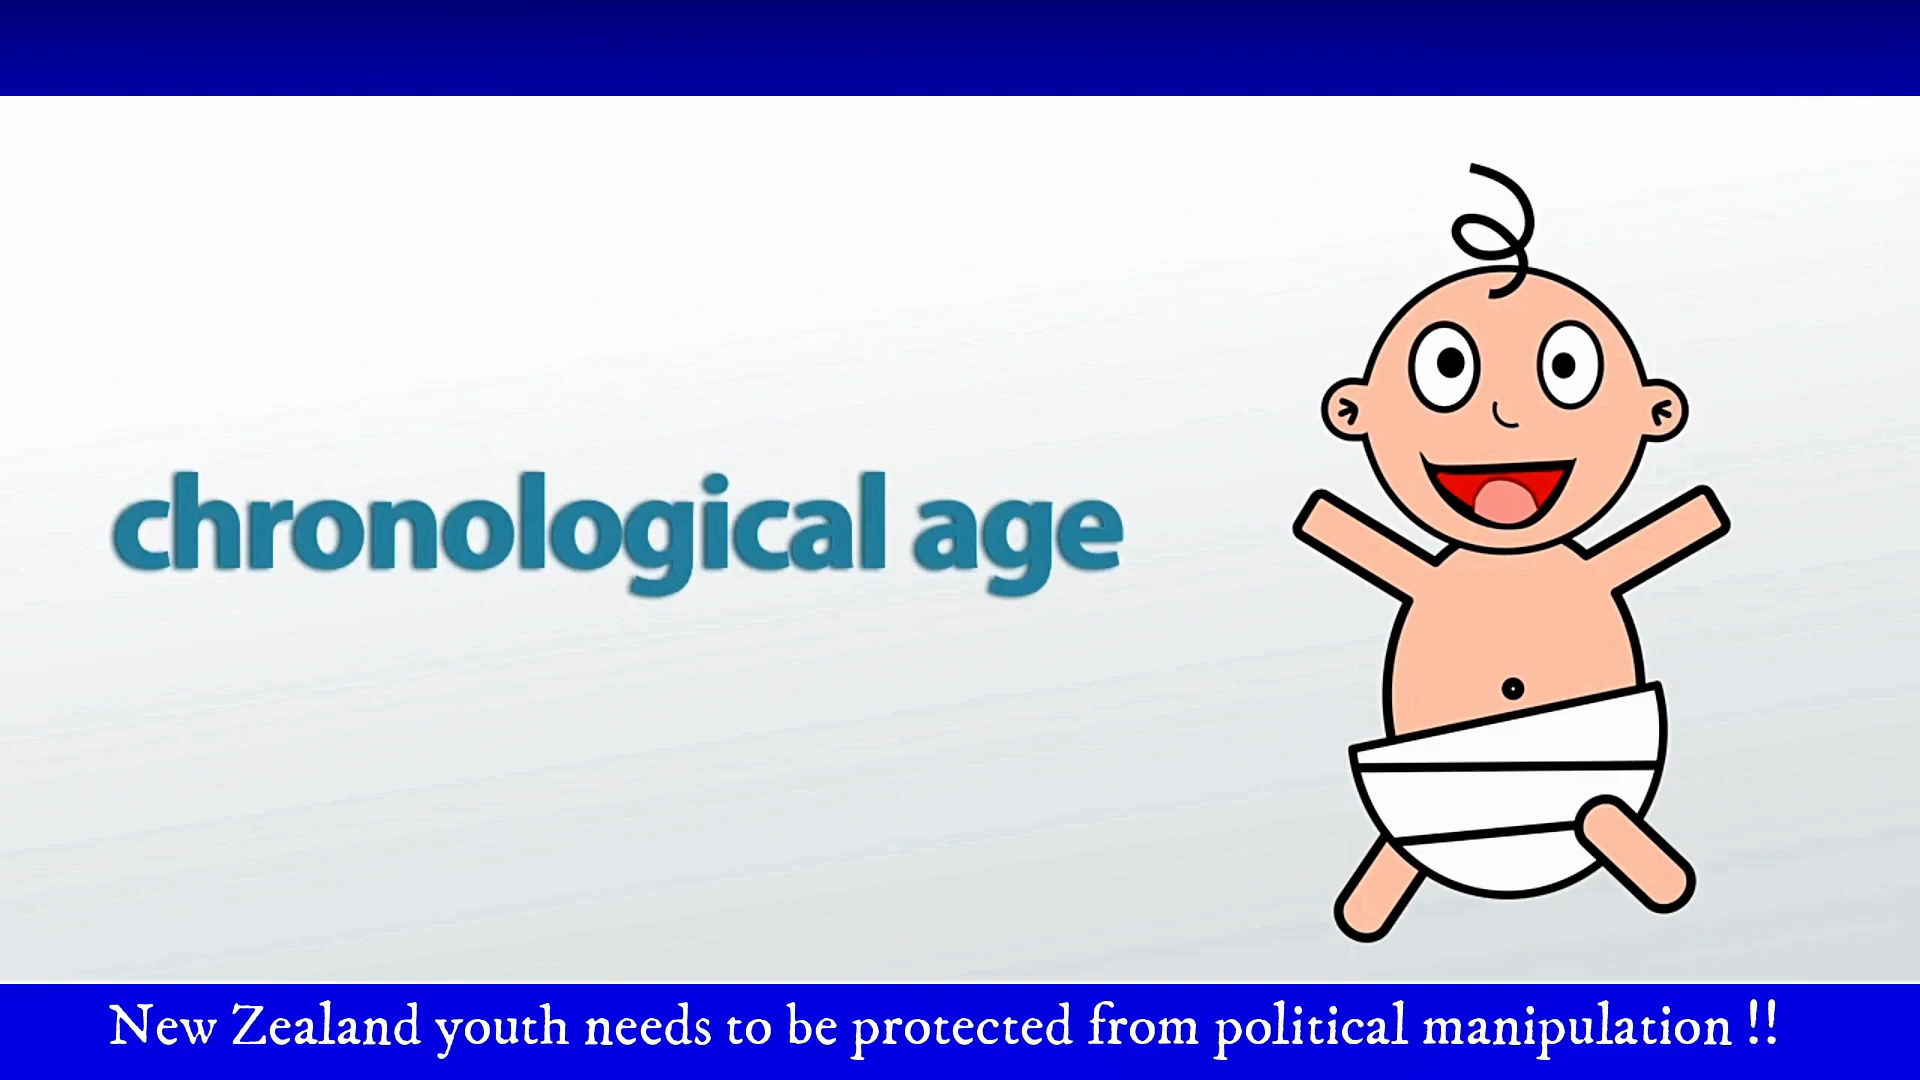 chronological age
New Zealand youth needs to be protected from political manipulation !!